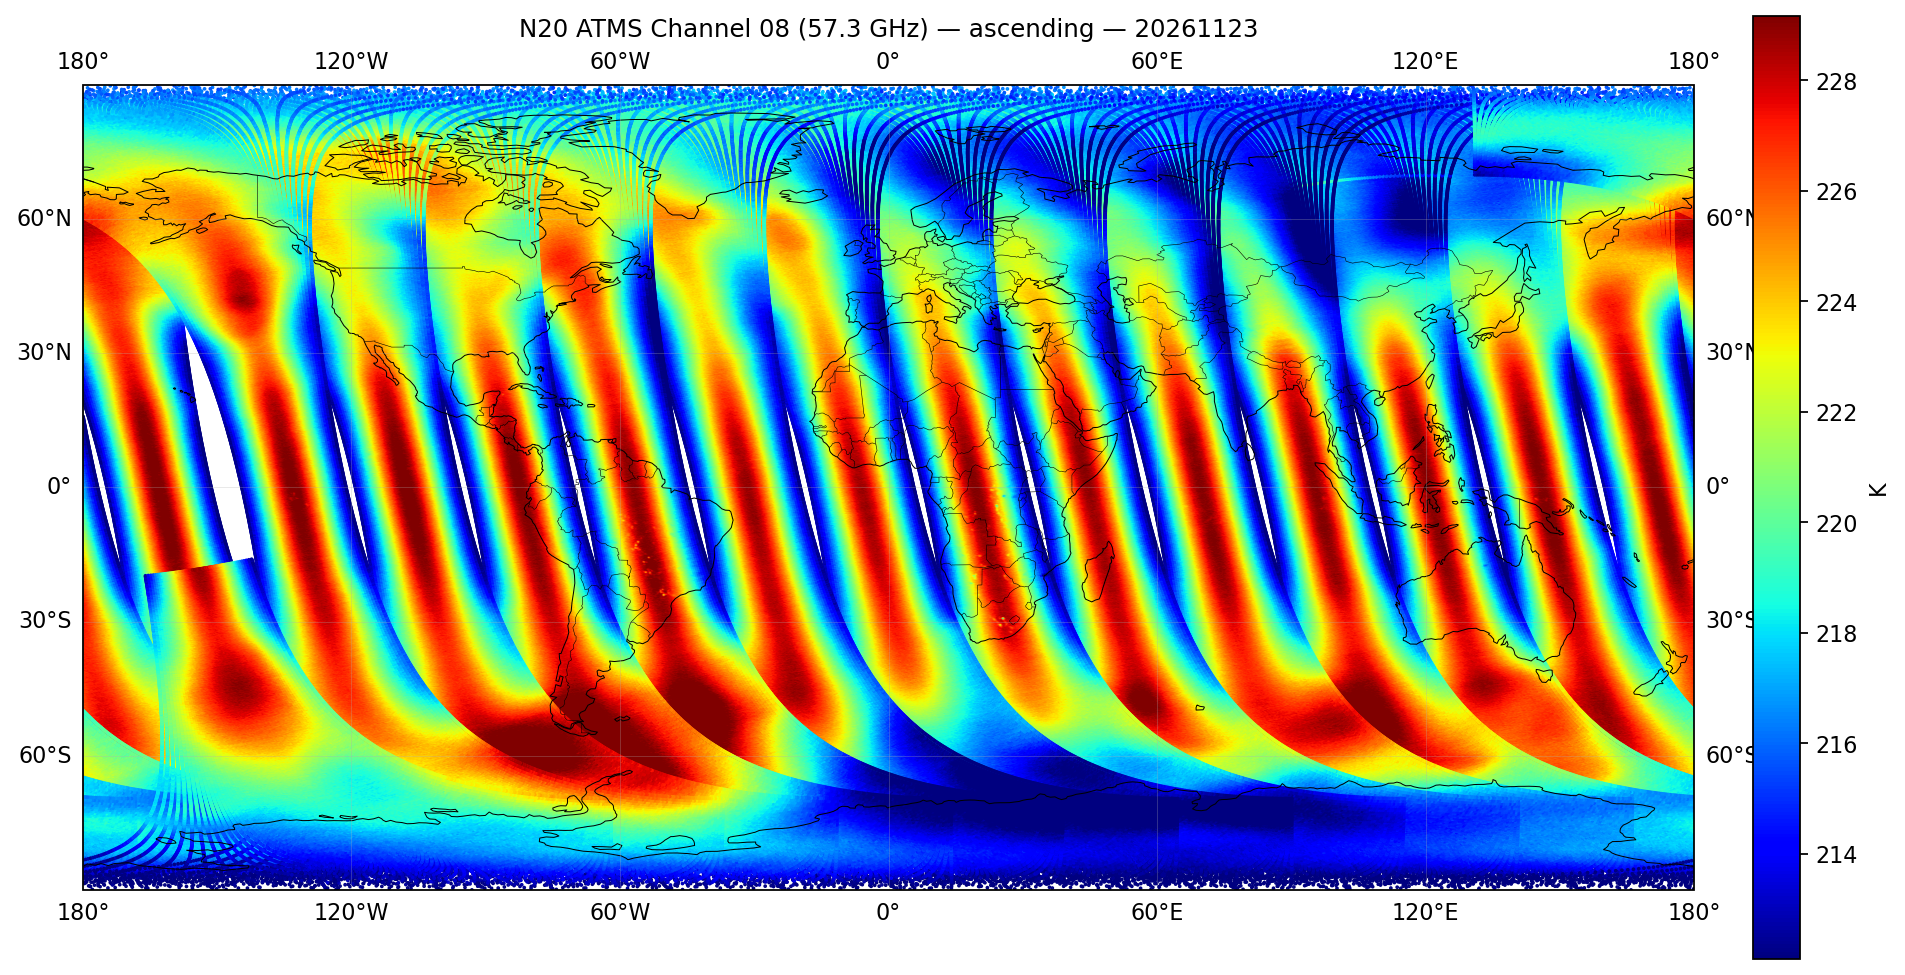 N20 ATMS Channel 08 (57.3 GHz) — ascending — 20261123
180° 120°W 60°W 0° 60°E 120°E 180°
228
60°N 60°N
226
224
30°N 30°N
222
0° 0° K
220
218
30°S 30°S
216
60°S 60°S
214
180° 120°W 60°W 0° 60°E 120°E 180°